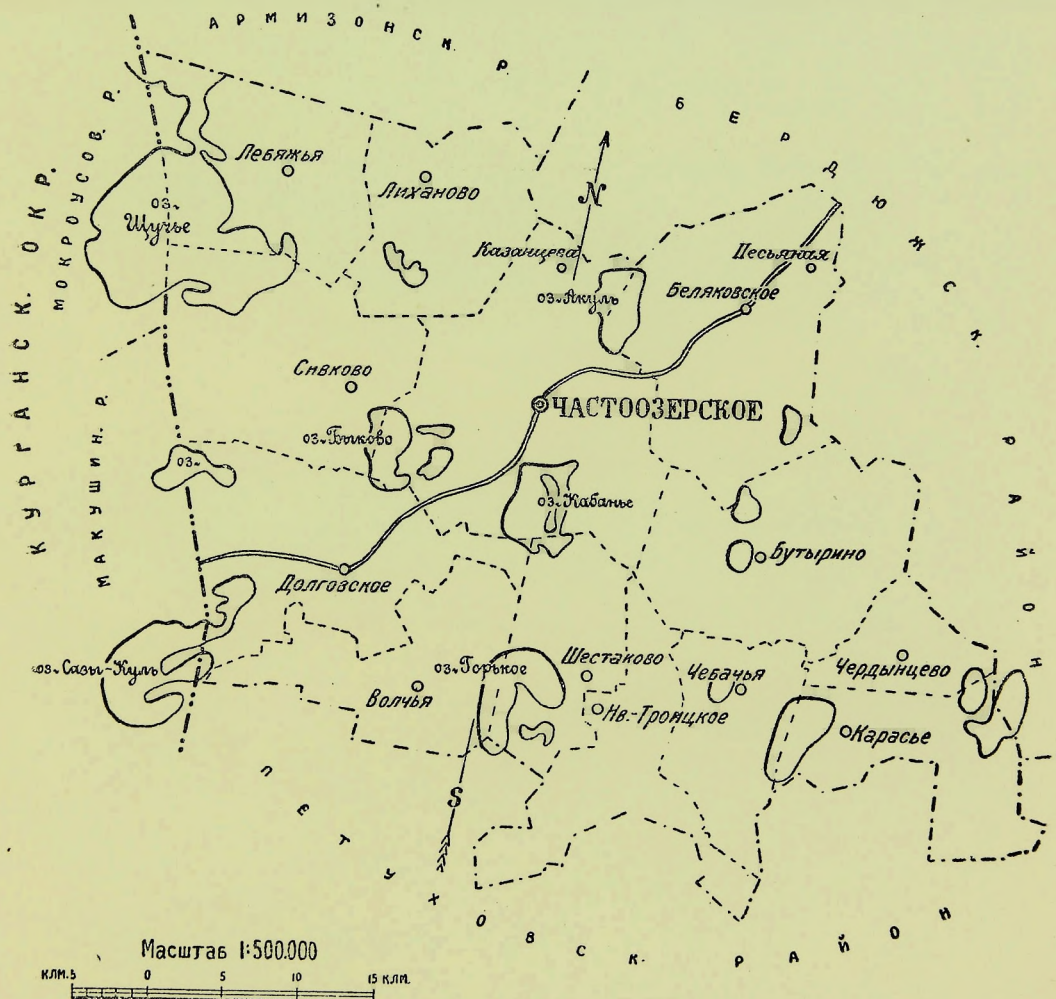 АРМИЗОНСК. Р.
БЕРДЮЖСК. РАЙОН
КУРГАНСК. ОКР.
МОКРОУСОВ. Р.
МАКУШИН. Р.
Лебяжья
Лиханово
оз.
Щучье
N
Казанцева
Песьяная
оз. Акуль
Беляковское
Сивково
ЧАСТООЗЕРСКОЕ
оз. Быково
оз.
оз. Кабанье
Бутырино
Долговское
оз. Сазы-Куль
оз. Горькое
Шестаково
Чебачья
Чердынцево
Волчья
Нв.-Троицкое
Карасье
S
ПЕТУХОВСК. РАЙОН
Масштаб 1:500.000
КЛМ. 5 0 5 10 15 КЛМ.